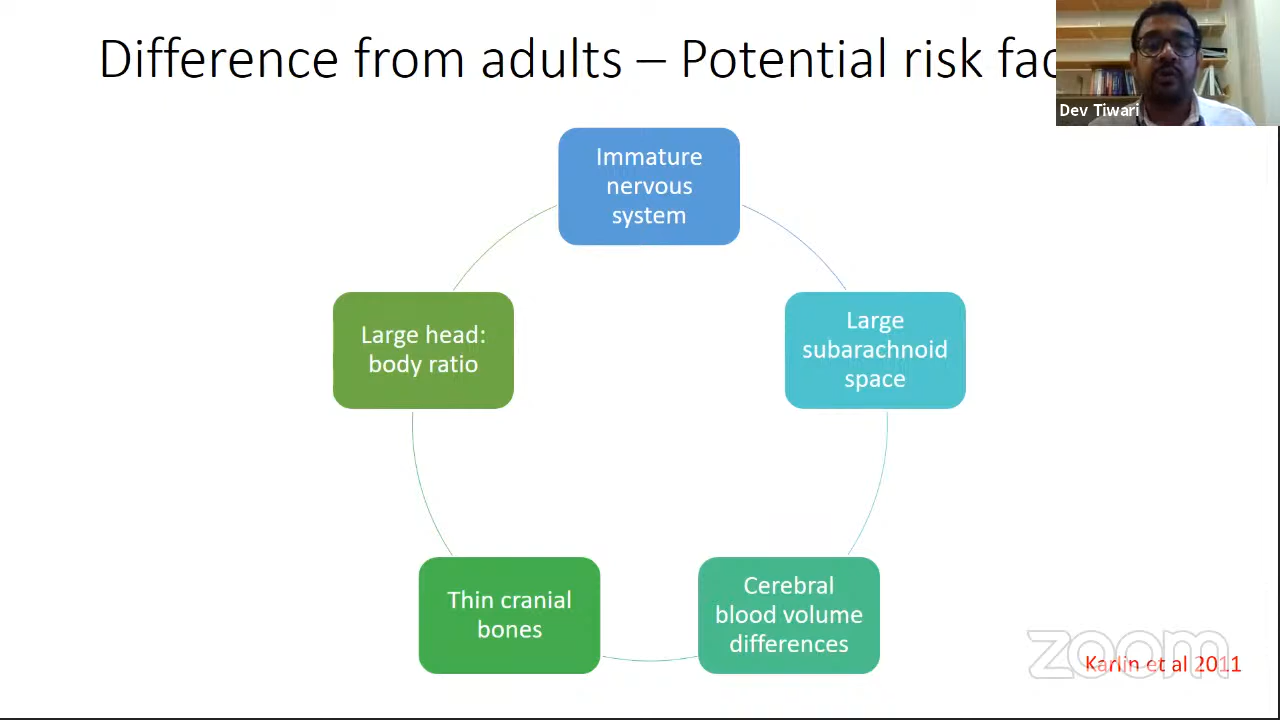 Difference from adults – Potential risk fac
Dev Tiwari
Immature
nervous
system
Large head:
body ratio
Large
subarachnoid
space
Thin cranial
bones
Cerebral
blood volume
differences
zoom
Karlin et al 2011